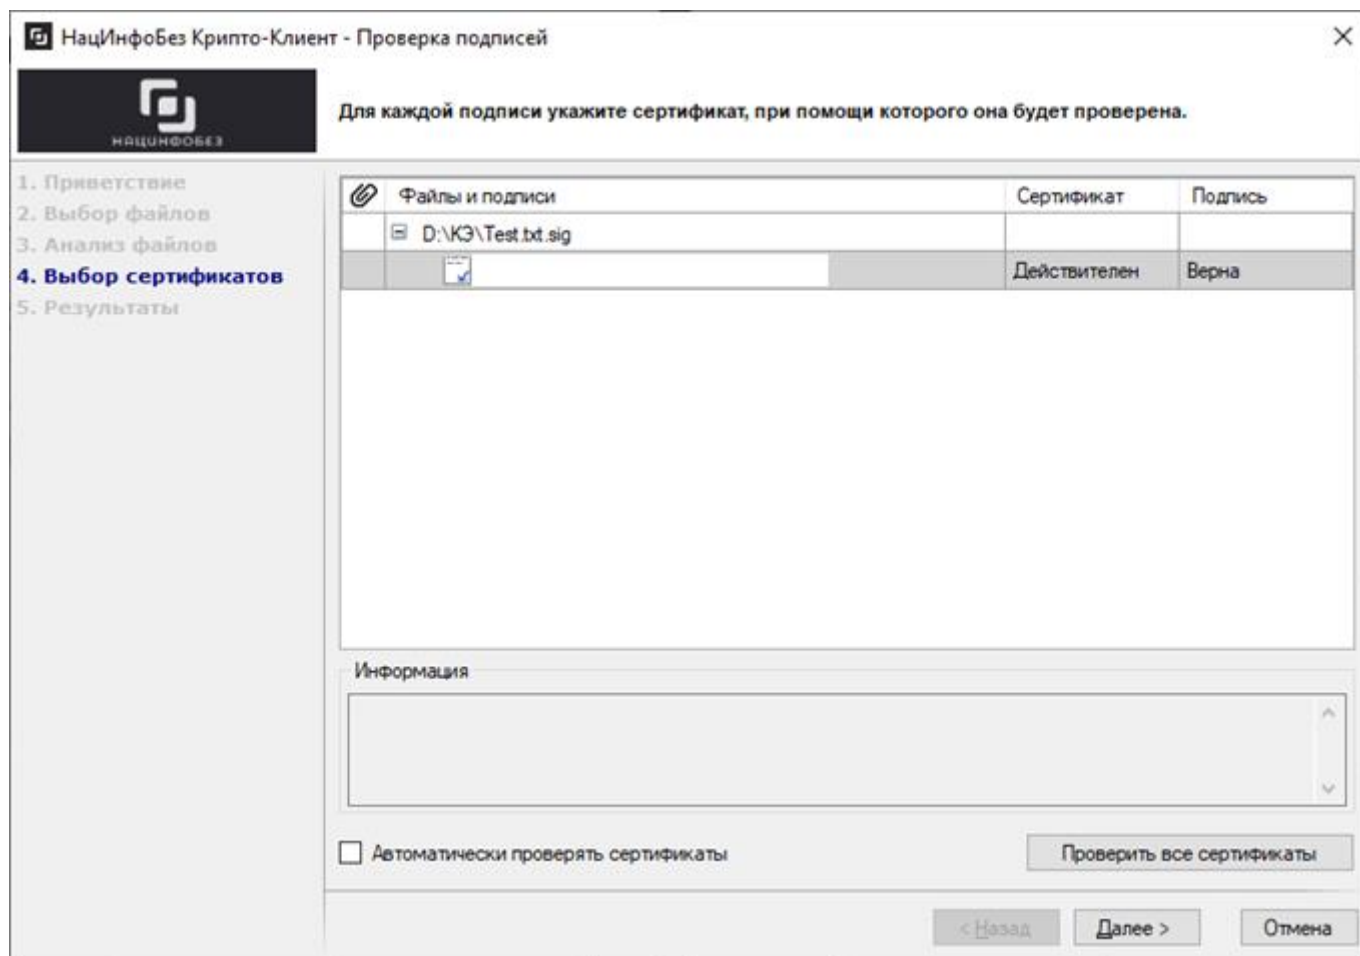 НацИнфоБез Крипто-Клиент - Проверка подписей
НАЦИНФОБЕЗ
Для каждой подписи укажите сертификат, при помощи которого она будет проверена.
1. Приветствие
2. Выбор файлов
3. Анализ файлов
4. Выбор сертификатов
5. Результаты
Файлы и подписи Сертификат Подпись
D:\КЭ\Test.txt.sig
Действителен Верна
Информация
Автоматически проверять сертификаты
Проверить все сертификаты
< Назад Далее > Отмена